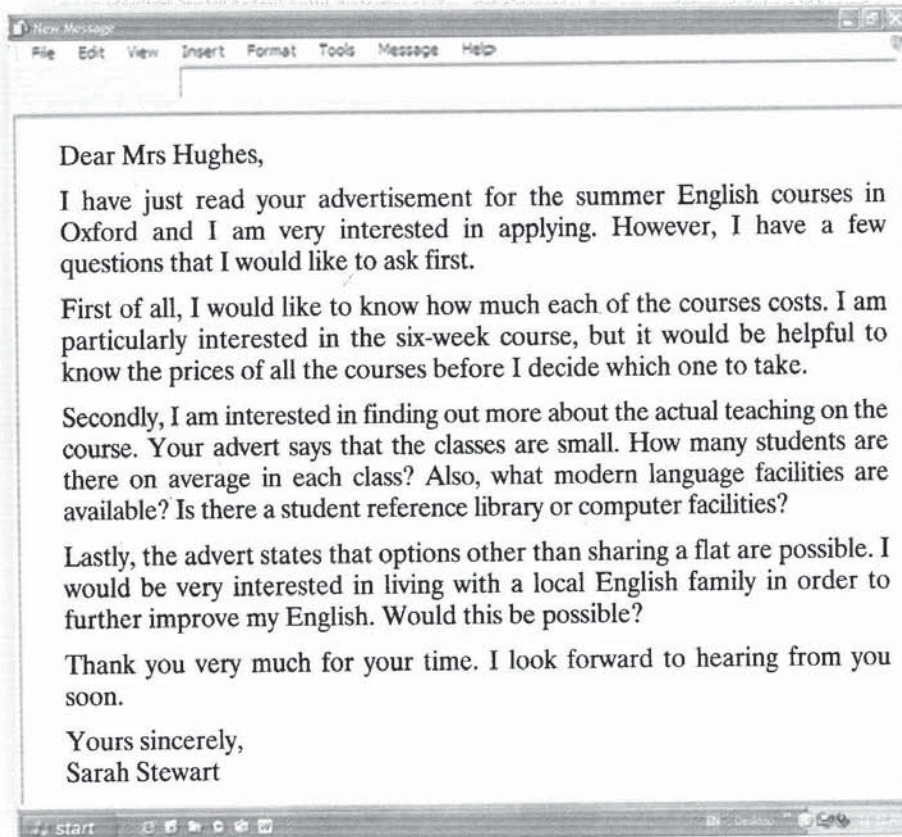 New Message
File Edit View Insert Format Tools Message Help
Dear Mrs Hughes,
I have just read your advertisement for the summer English courses in
Oxford and I am very interested in applying. However, I have a few
questions that I would like to ask first.
First of all, I would like to know how much each of the courses costs. I am
particularly interested in the six-week course, but it would be helpful to
know the prices of all the courses before I decide which one to take.
Secondly, I am interested in finding out more about the actual teaching on the
course. Your advert says that the classes are small. How many students are
there on average in each class? Also, what modern language facilities are
available? Is there a student reference library or computer facilities?
Lastly, the advert states that options other than sharing a flat are possible. I
would be very interested in living with a local English family in order to
further improve my English. Would this be possible?
Thank you very much for your time. I look forward to hearing from you
soon.
Yours sincerely,
Sarah Stewart
start EN Desktop